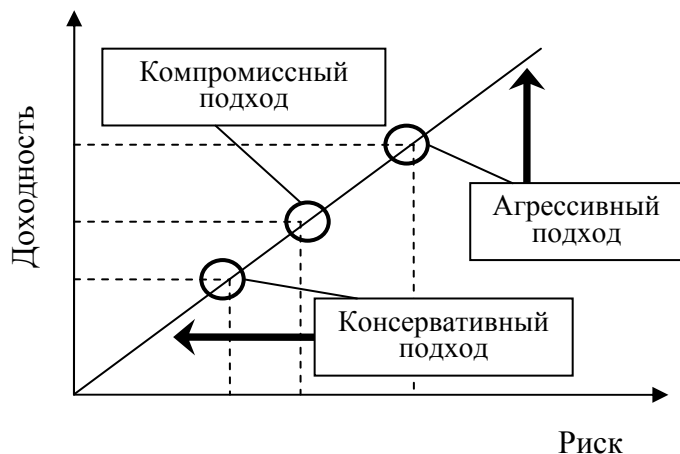 Компромиссный
подход
Доходность
Агрессивный
подход
Консервативный
подход
Риск